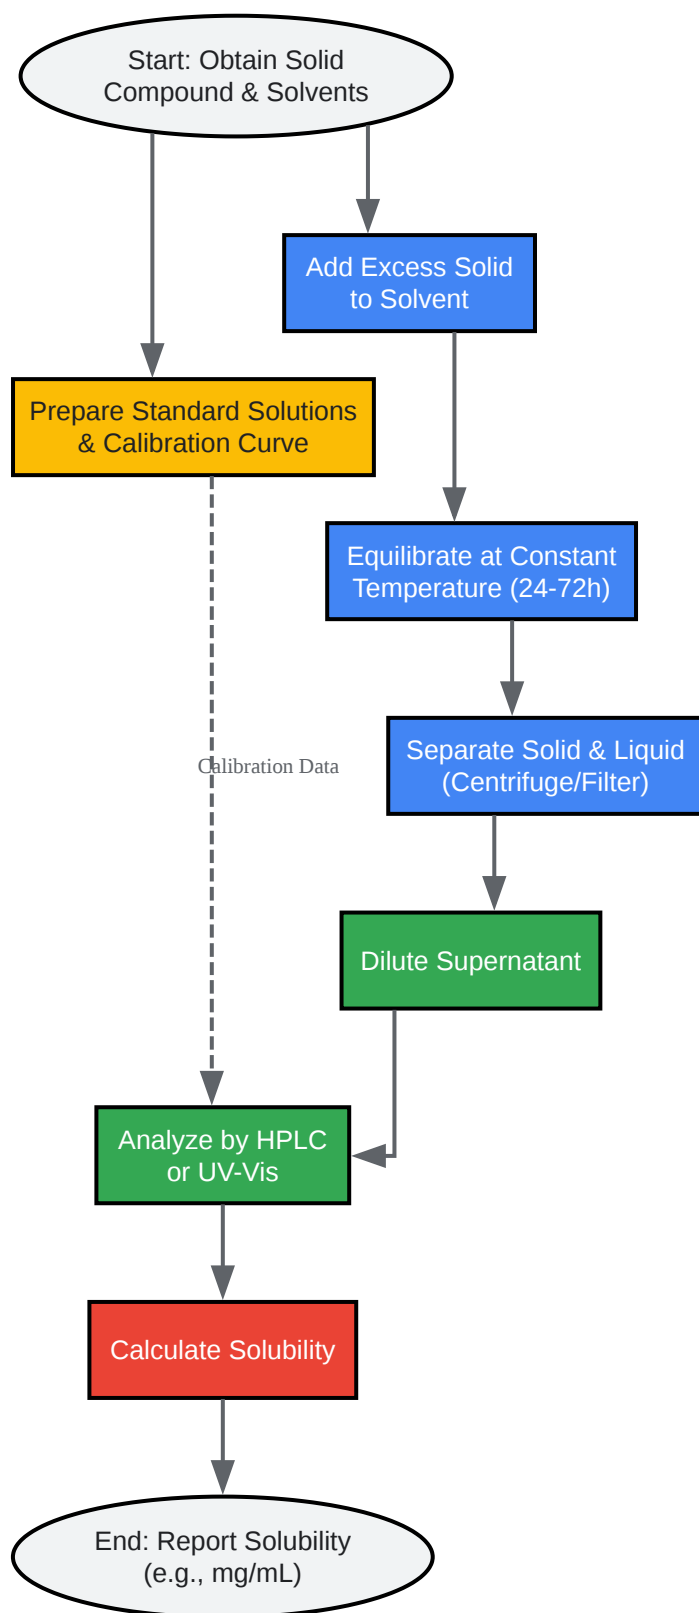 Start: Obtain Solid
Compound & Solvents
Add Excess Solid
to Solvent
Prepare Standard Solutions
& Calibration Curve
Equilibrate at Constant
Temperature (24-72h)
Separate Solid & Liquid
(Centrifuge/Filter)
Calibration Data
Dilute Supernatant
Analyze by HPLC
or UV-Vis
Calculate Solubility
End: Report Solubility
(e.g., mg/mL)